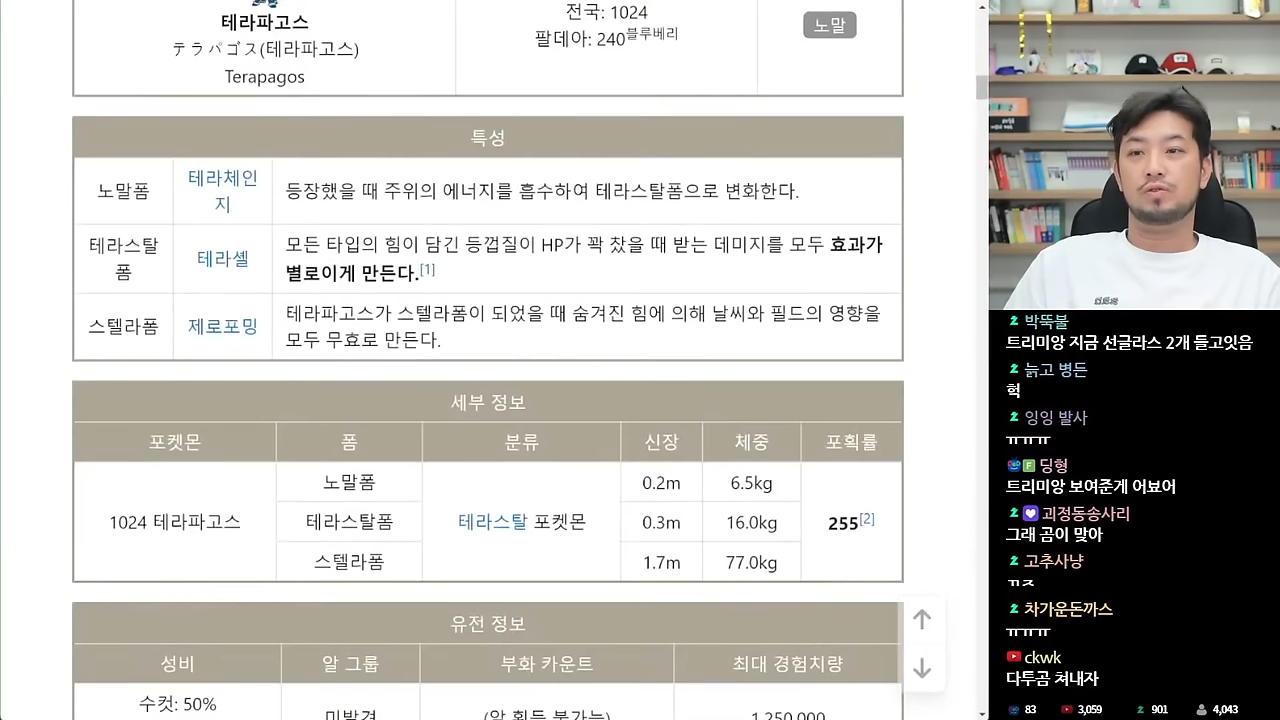 테라파고스
テラパゴス(테라파고스)
Terapagos
전국: 1024
팔데아: 240블루베리
노말
특성
노말폼
테라체인
지
등장했을 때 주위의 에너지를 흡수하여 테라스탈폼으로 변화한다.
테라스탈
폼
테라셸
모든 타입의 힘이 담긴 등껍질이 HP가 꽉 찼을 때 받는 데미지를 모두 효과가
별로이게 만든다.[1]
스텔라폼
제로포밍
테라파고스가 스텔라폼이 되었을 때 숨겨진 힘에 의해 날씨와 필드의 영향을
모두 무효로 만든다.
세부 정보
포켓몬
폼
분류
신장
체중
포획률
1024 테라파고스
노말폼
테라스탈 포켓몬
0.2m
6.5kg
255[2]
테라스탈폼
0.3m
16.0kg
스텔라폼
1.7m
77.0kg
유전 정보
성비
알 그룹
부화 카운트
최대 경험치량
수컷: 50%
미발견
(알 획득 불가능)
1,250,000
박뚝불
트리미앙 지금 선글라스 2개 들고잇음
늙고 병든
헉
잉잉 발사
ㅠㅠㅠ
딩형
트리미앙 보여준게 어뵤어
괴정동송사리
그래 곰이 맞아
고추사냥
차가운돈까스
ㅠㅠㅠ
ckwk
다투곰 쳐내자
83
3,059
901
4,043